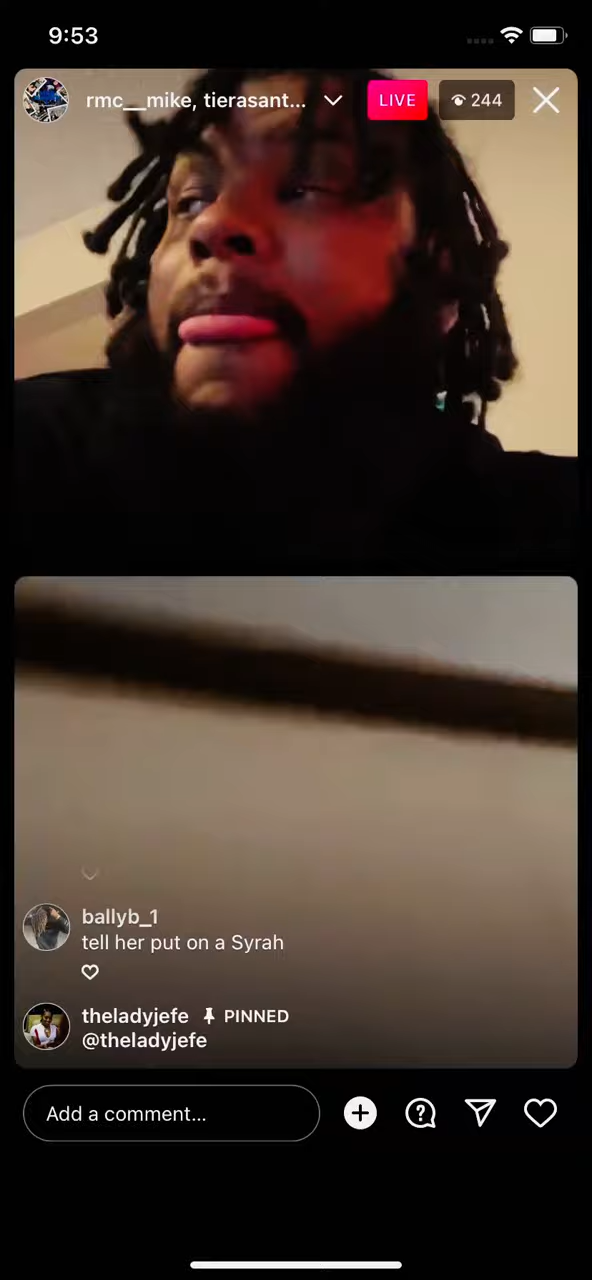 9:53
rmc__mike, tierasant...
LIVE
244
ballyb_1
tell her put on a Syrah
theladyjefe PINNED
@theladyjefe
Add a comment...